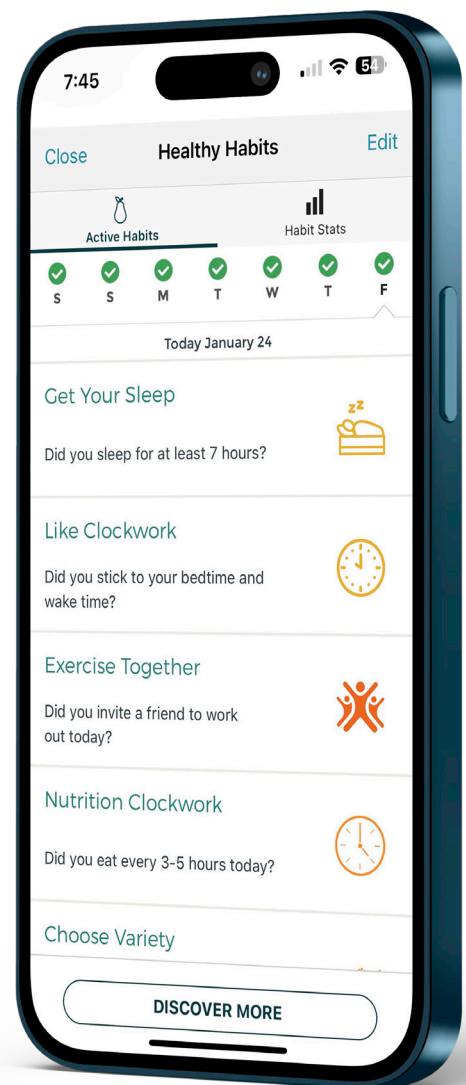 7:45
54
Close Healthy Habits Edit
Active Habits Habit Stats
S S M T W T F
Today January 24
Get Your Sleep
zz
Did you sleep for at least 7 hours?
Like Clockwork
Did you stick to your bedtime and
wake time?
Exercise Together
Did you invite a friend to work
out today?
Nutrition Clockwork
Did you eat every 3-5 hours today?
Choose Variety
DISCOVER MORE